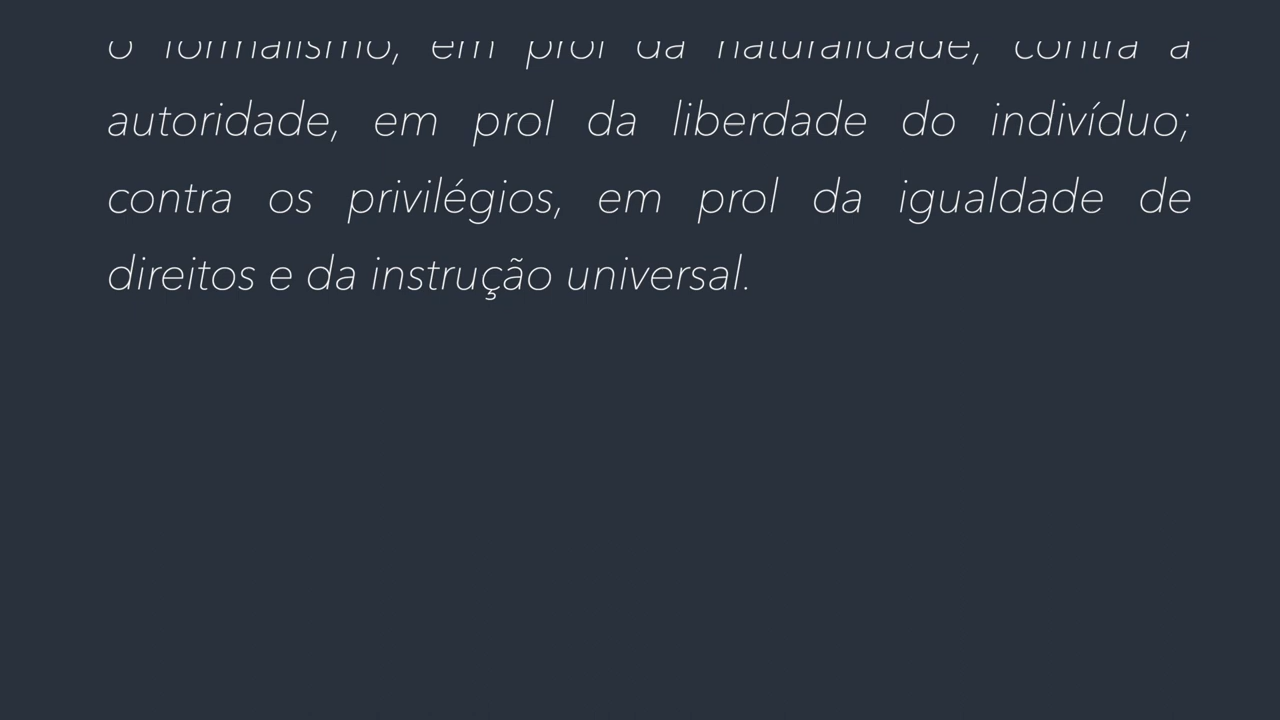 o formalismo, em prol da naturalidade, contra a
autoridade, em prol da liberdade do indivíduo;
contra os privilégios, em prol da igualdade de
direitos e da instrução universal.